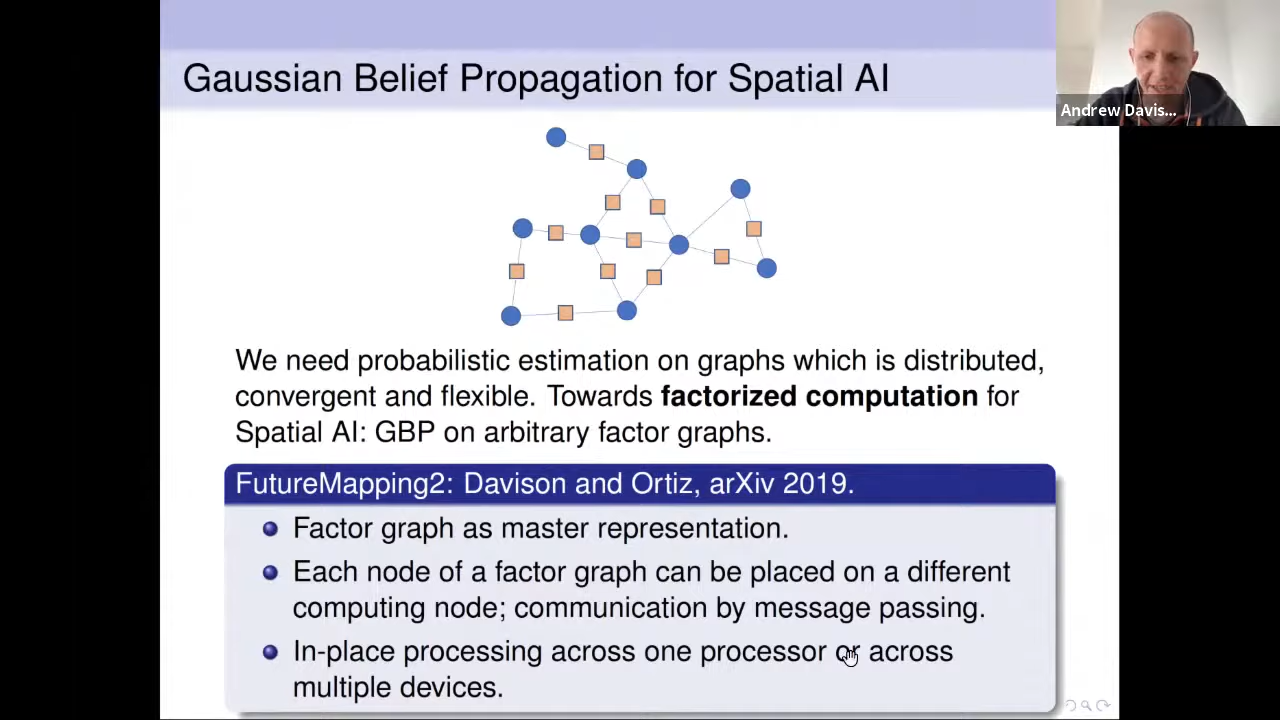 Gaussian Belief Propagation for Spatial AI
Andrew Davis...
We need probabilistic estimation on graphs which is distributed,
convergent and flexible. Towards factorized computation for
Spatial AI: GBP on arbitrary factor graphs.
FutureMapping2: Davison and Ortiz, arXiv 2019.
Factor graph as master representation.
Each node of a factor graph can be placed on a different
computing node; communication by message passing.
In-place processing across one processor or across
multiple devices.